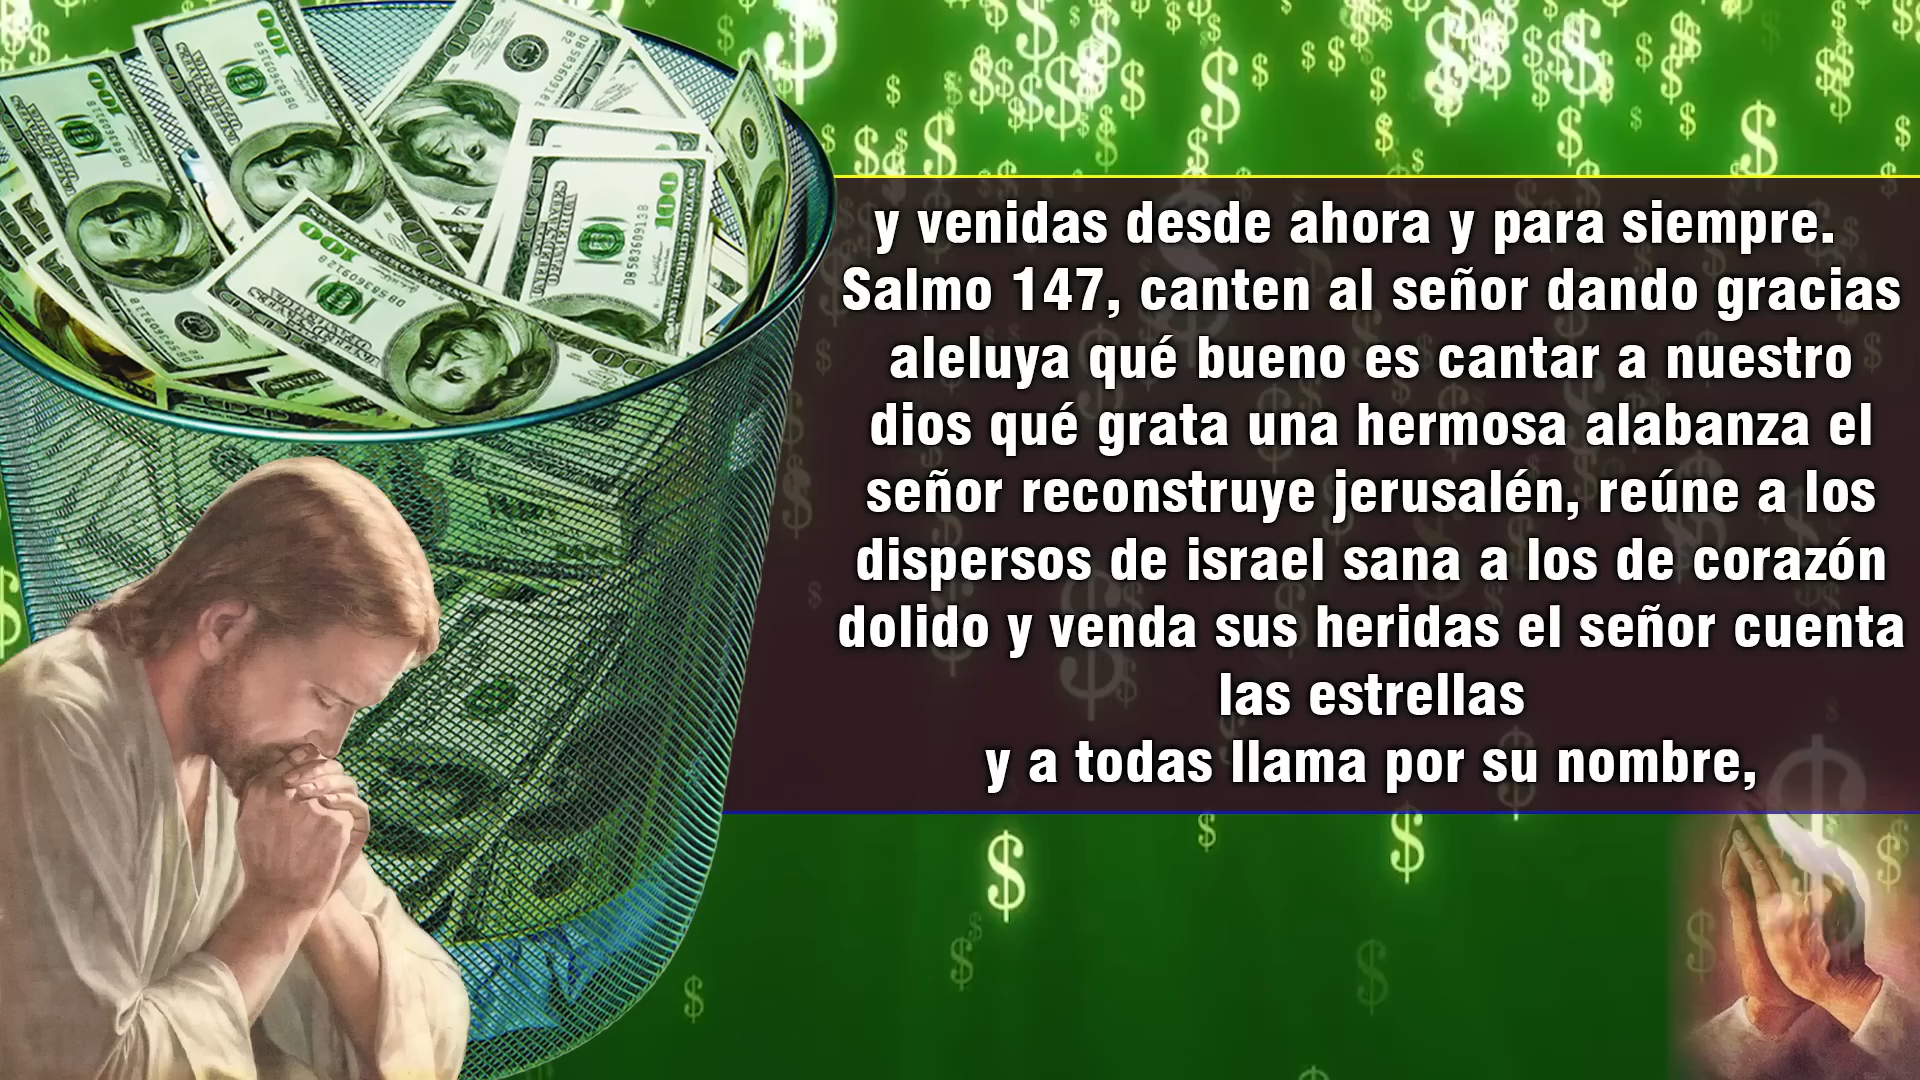 y venidas desde ahora y para siempre.
Salmo 147, canten al señor dando gracias
aleluya qué bueno es cantar a nuestro
dios qué grata una hermosa alabanza el
señor reconstruye jerusalén, reúne a los
dispersos de israel sana a los de corazón
dolido y venda sus heridas el señor cuenta
las estrellas
y a todas llama por su nombre,